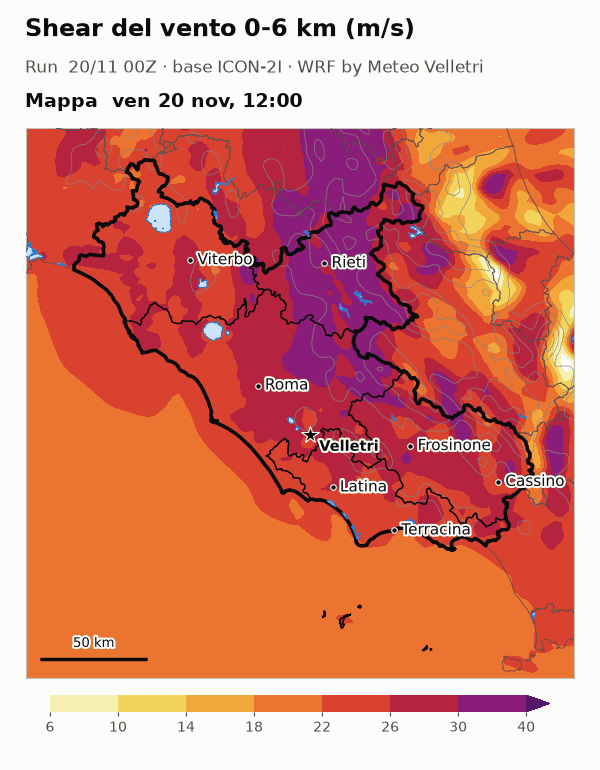 Shear del vento 0-6 km (m/s)
Run  20/11 00Z · base ICON-2I · WRF by Meteo Velletri
Mappa  ven 20 nov, 12:00
Viterbo
Rieti
Roma
Velletri
Frosinone
Cassino
Latina
Terracina
50 km
6 10 14 18 22 26 30 40